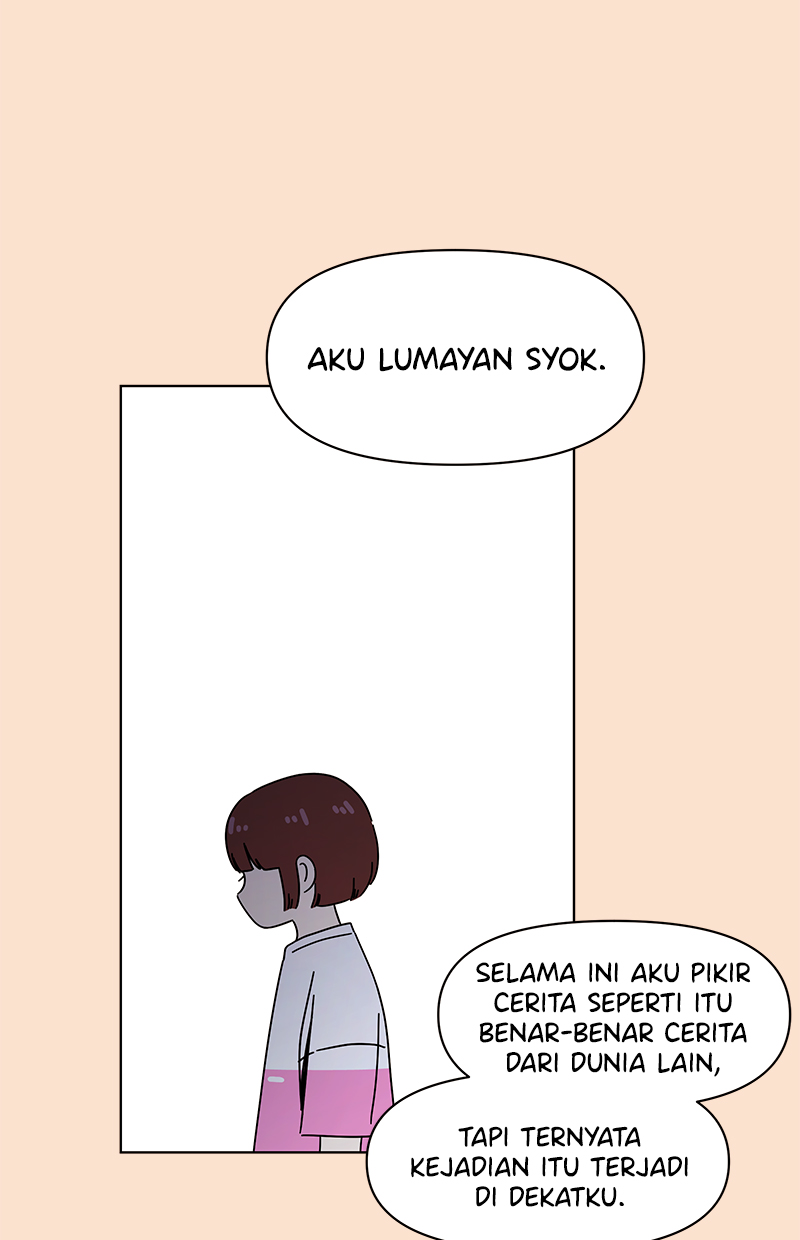 AKU LUMAYAN SYOK.
SELAMA INI AKU PIKIR
CERITA SEPERTI ITU
BENAR-BENAR CERITA
DARI DUNIA LAIN,
TAPI TERNYATA
KEJADIAN ITU TERJADI
DI DEKATKU.